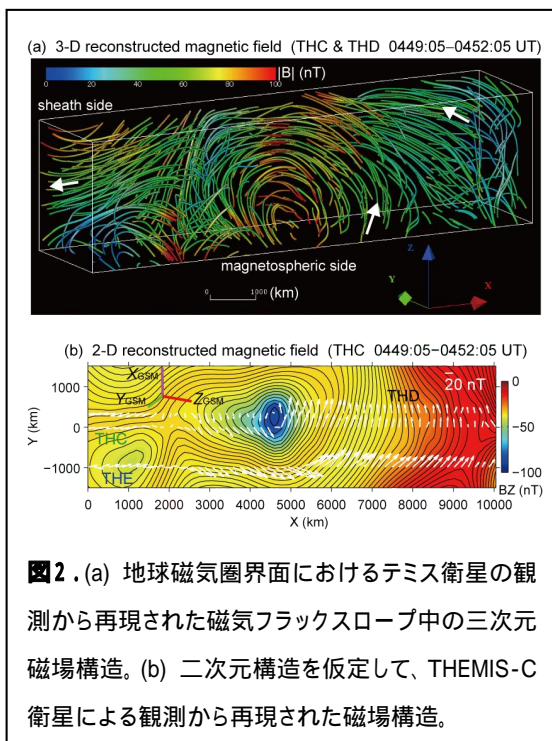 (a) 3-D reconstructed magnetic field (THC & THD 0449:05–0452:05 UT)
|B| (nT)
0 20 40 60 80 100
sheath side
magnetospheric side
0 1000 (km)
Z
Y
X
(b) 2-D reconstructed magnetic field (THC 0449:05−0452:05 UT)
XGSM
YGSM
ZGSM
THD
20 nT
THC
THE
Y (km)
1000
0
−1000
0 1000 2000 3000 4000 5000 6000 7000 8000 9000 10000
X (km)
0
−50
−100
BZ (nT)
図2．(a) 地球磁気圏界面におけるテミス衛星の観
測から再現された磁気フラックスロープ中の三次元
磁場構造。(b) 二次元構造を仮定して、THEMIS-C
衛星による観測から再現された磁場構造。